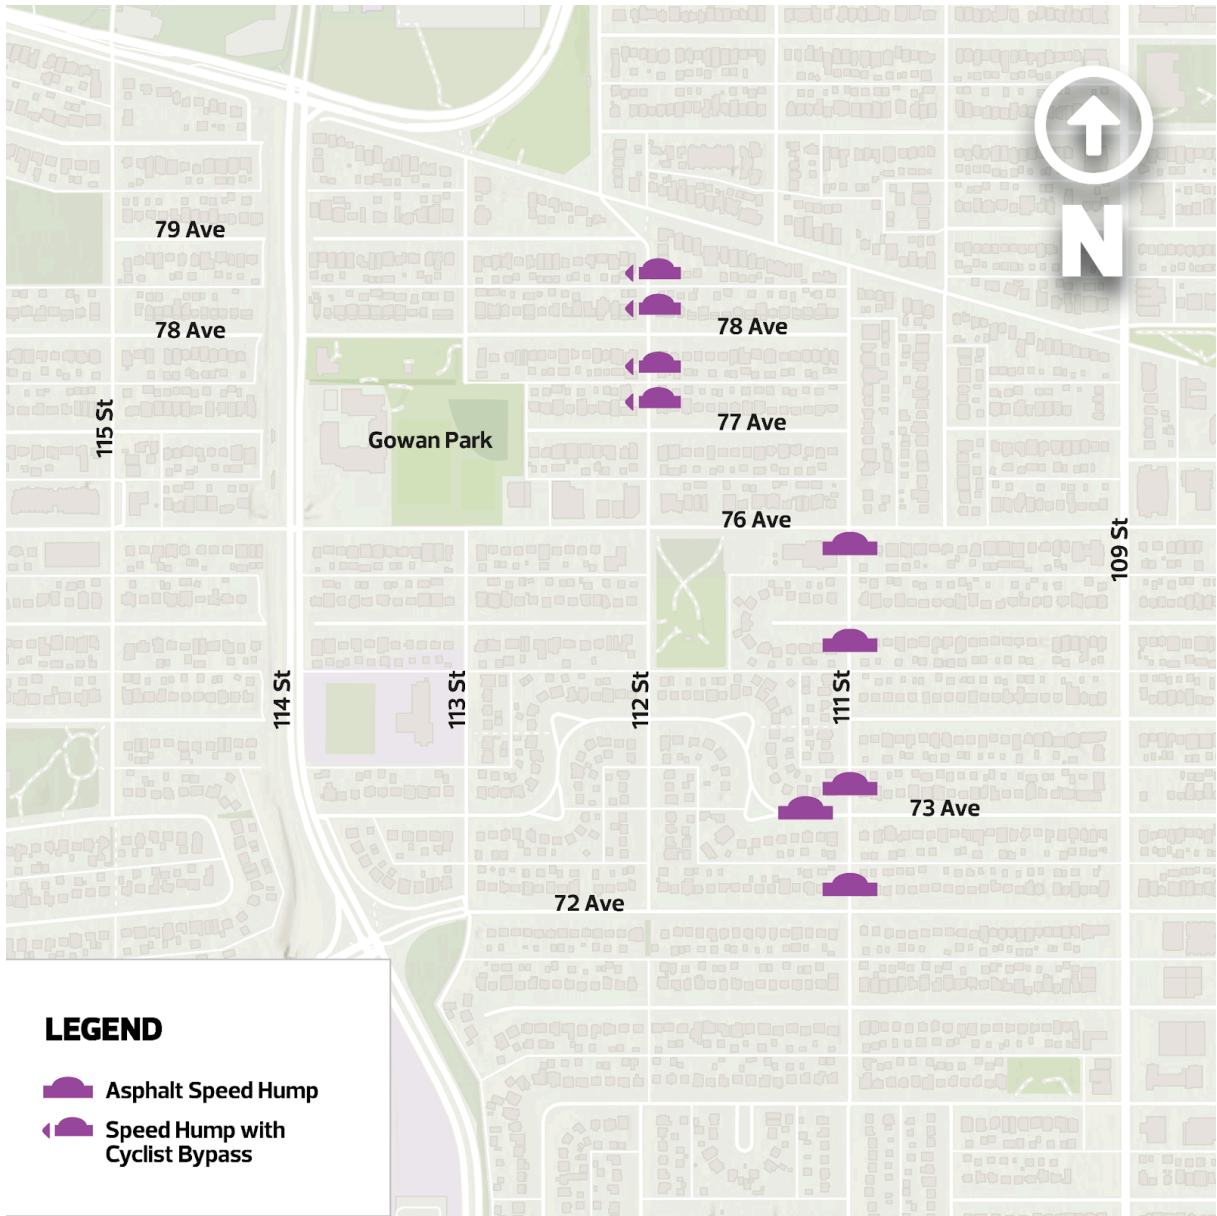 N
79 Ave
78 Ave
78 Ave
115 St
77 Ave
Gowan Park
76 Ave
109 St
114 St
113 St
112 St
111 St
73 Ave
72 Ave
LEGEND
Asphalt Speed Hump
Speed Hump with
Cyclist Bypass